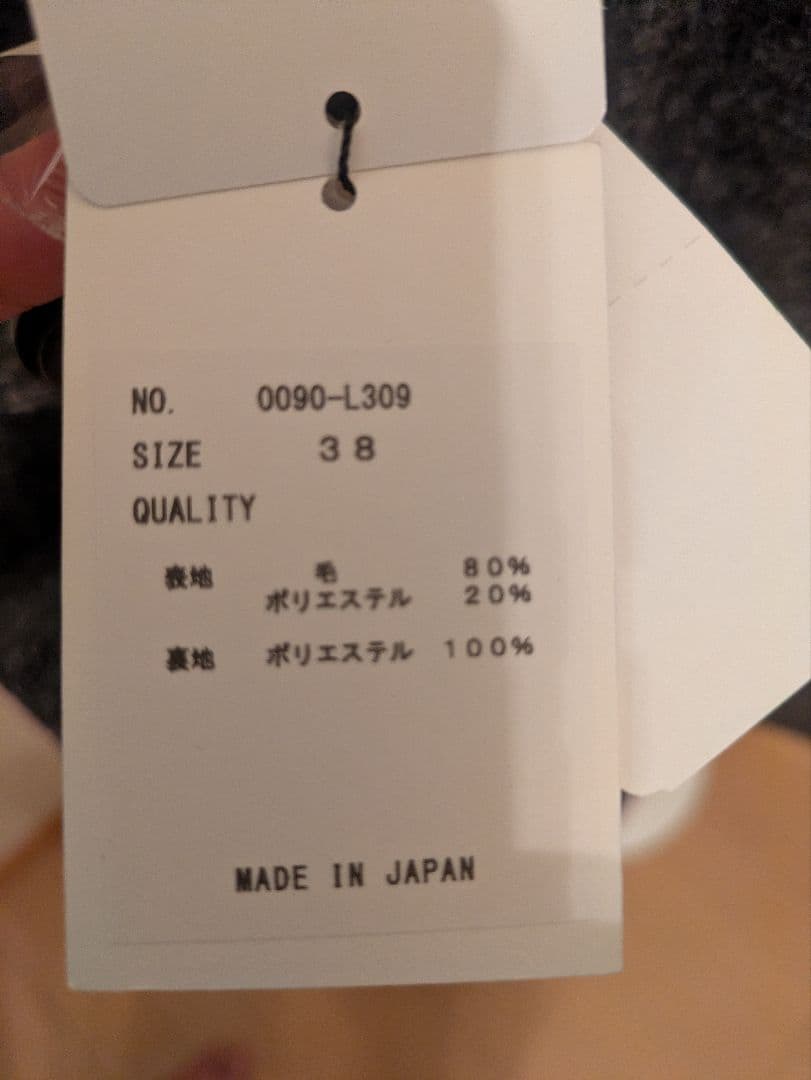 NO. 0090-L309
SIZE 38
QUALITY
表地 毛 80%
ポリエステル 20%
裏地 ポリエステル 100%
MADE IN JAPAN